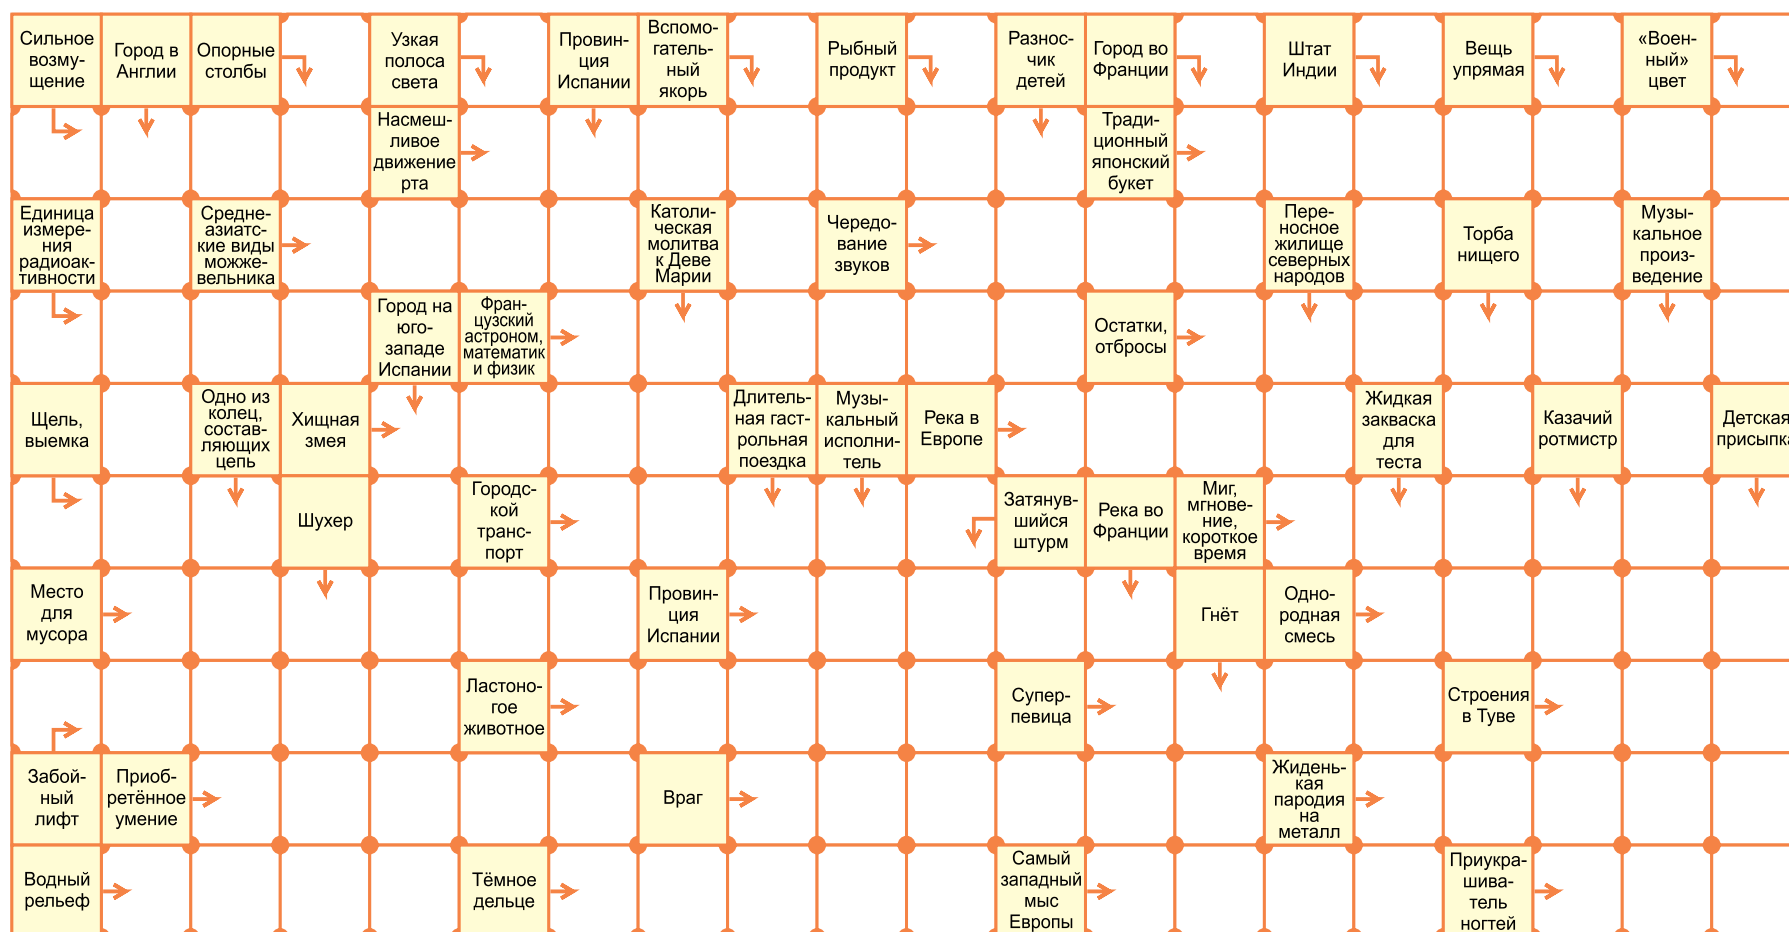 Сильное
возму-
щение
Город в
Англии
Опорные
столбы
Узкая
полоса
света
Провин-
ция
Испании
Вспомо-
гатель-
ный
якорь
Рыбный
продукт
Разнос-
чик
детей
Город во
Франции
Штат
Индии
Вещь
упрямая
«Воен-
ный»
цвет
Насмеш-
ливое
движение
рта
Тради-
ционный
японский
букет
Единица
измере-
ния
радиоак-
тивности
Средне-
азиатс-
кие виды
можже-
вельника
Католи-
ческая
молитва
к Деве
Марии
Чередо-
вание
звуков
Пере-
носное
жилище
северных
народов
Торба
нищего
Музы-
кальное
произ-
ведение
Город на
юго-
западе
Испании
Фран-
цузский
астроном,
математик
и физик
Остатки,
отбросы
Щель,
выемка
Одно из
колец,
состав-
ляющих
цепь
Хищная
змея
Длитель-
ная гаст-
рольная
поездка
Музы-
кальный
исполни-
тель
Река в
Европе
Жидкая
закваска
для
теста
Казачий
ротмистр
Детская
присыпка
Шухер
Городс-
кой
транс-
порт
Затянув-
шийся
штурм
Река во
Франции
Миг,
мгнове-
ние,
короткое
время
Место
для
мусора
Провин-
ция
Испании
Гнёт
Одно-
родная
смесь
Ластоно-
гое
животное
Супер-
певица
Строения
в Туве
Забой-
ный
лифт
Приоб-
ретённое
умение
Враг
Жидень-
кая
пародия
на
металл
Водный
рельеф
Тёмное
дельце
Самый
западный
мыс
Европы
Приукра-
шива-
тель
ногтей